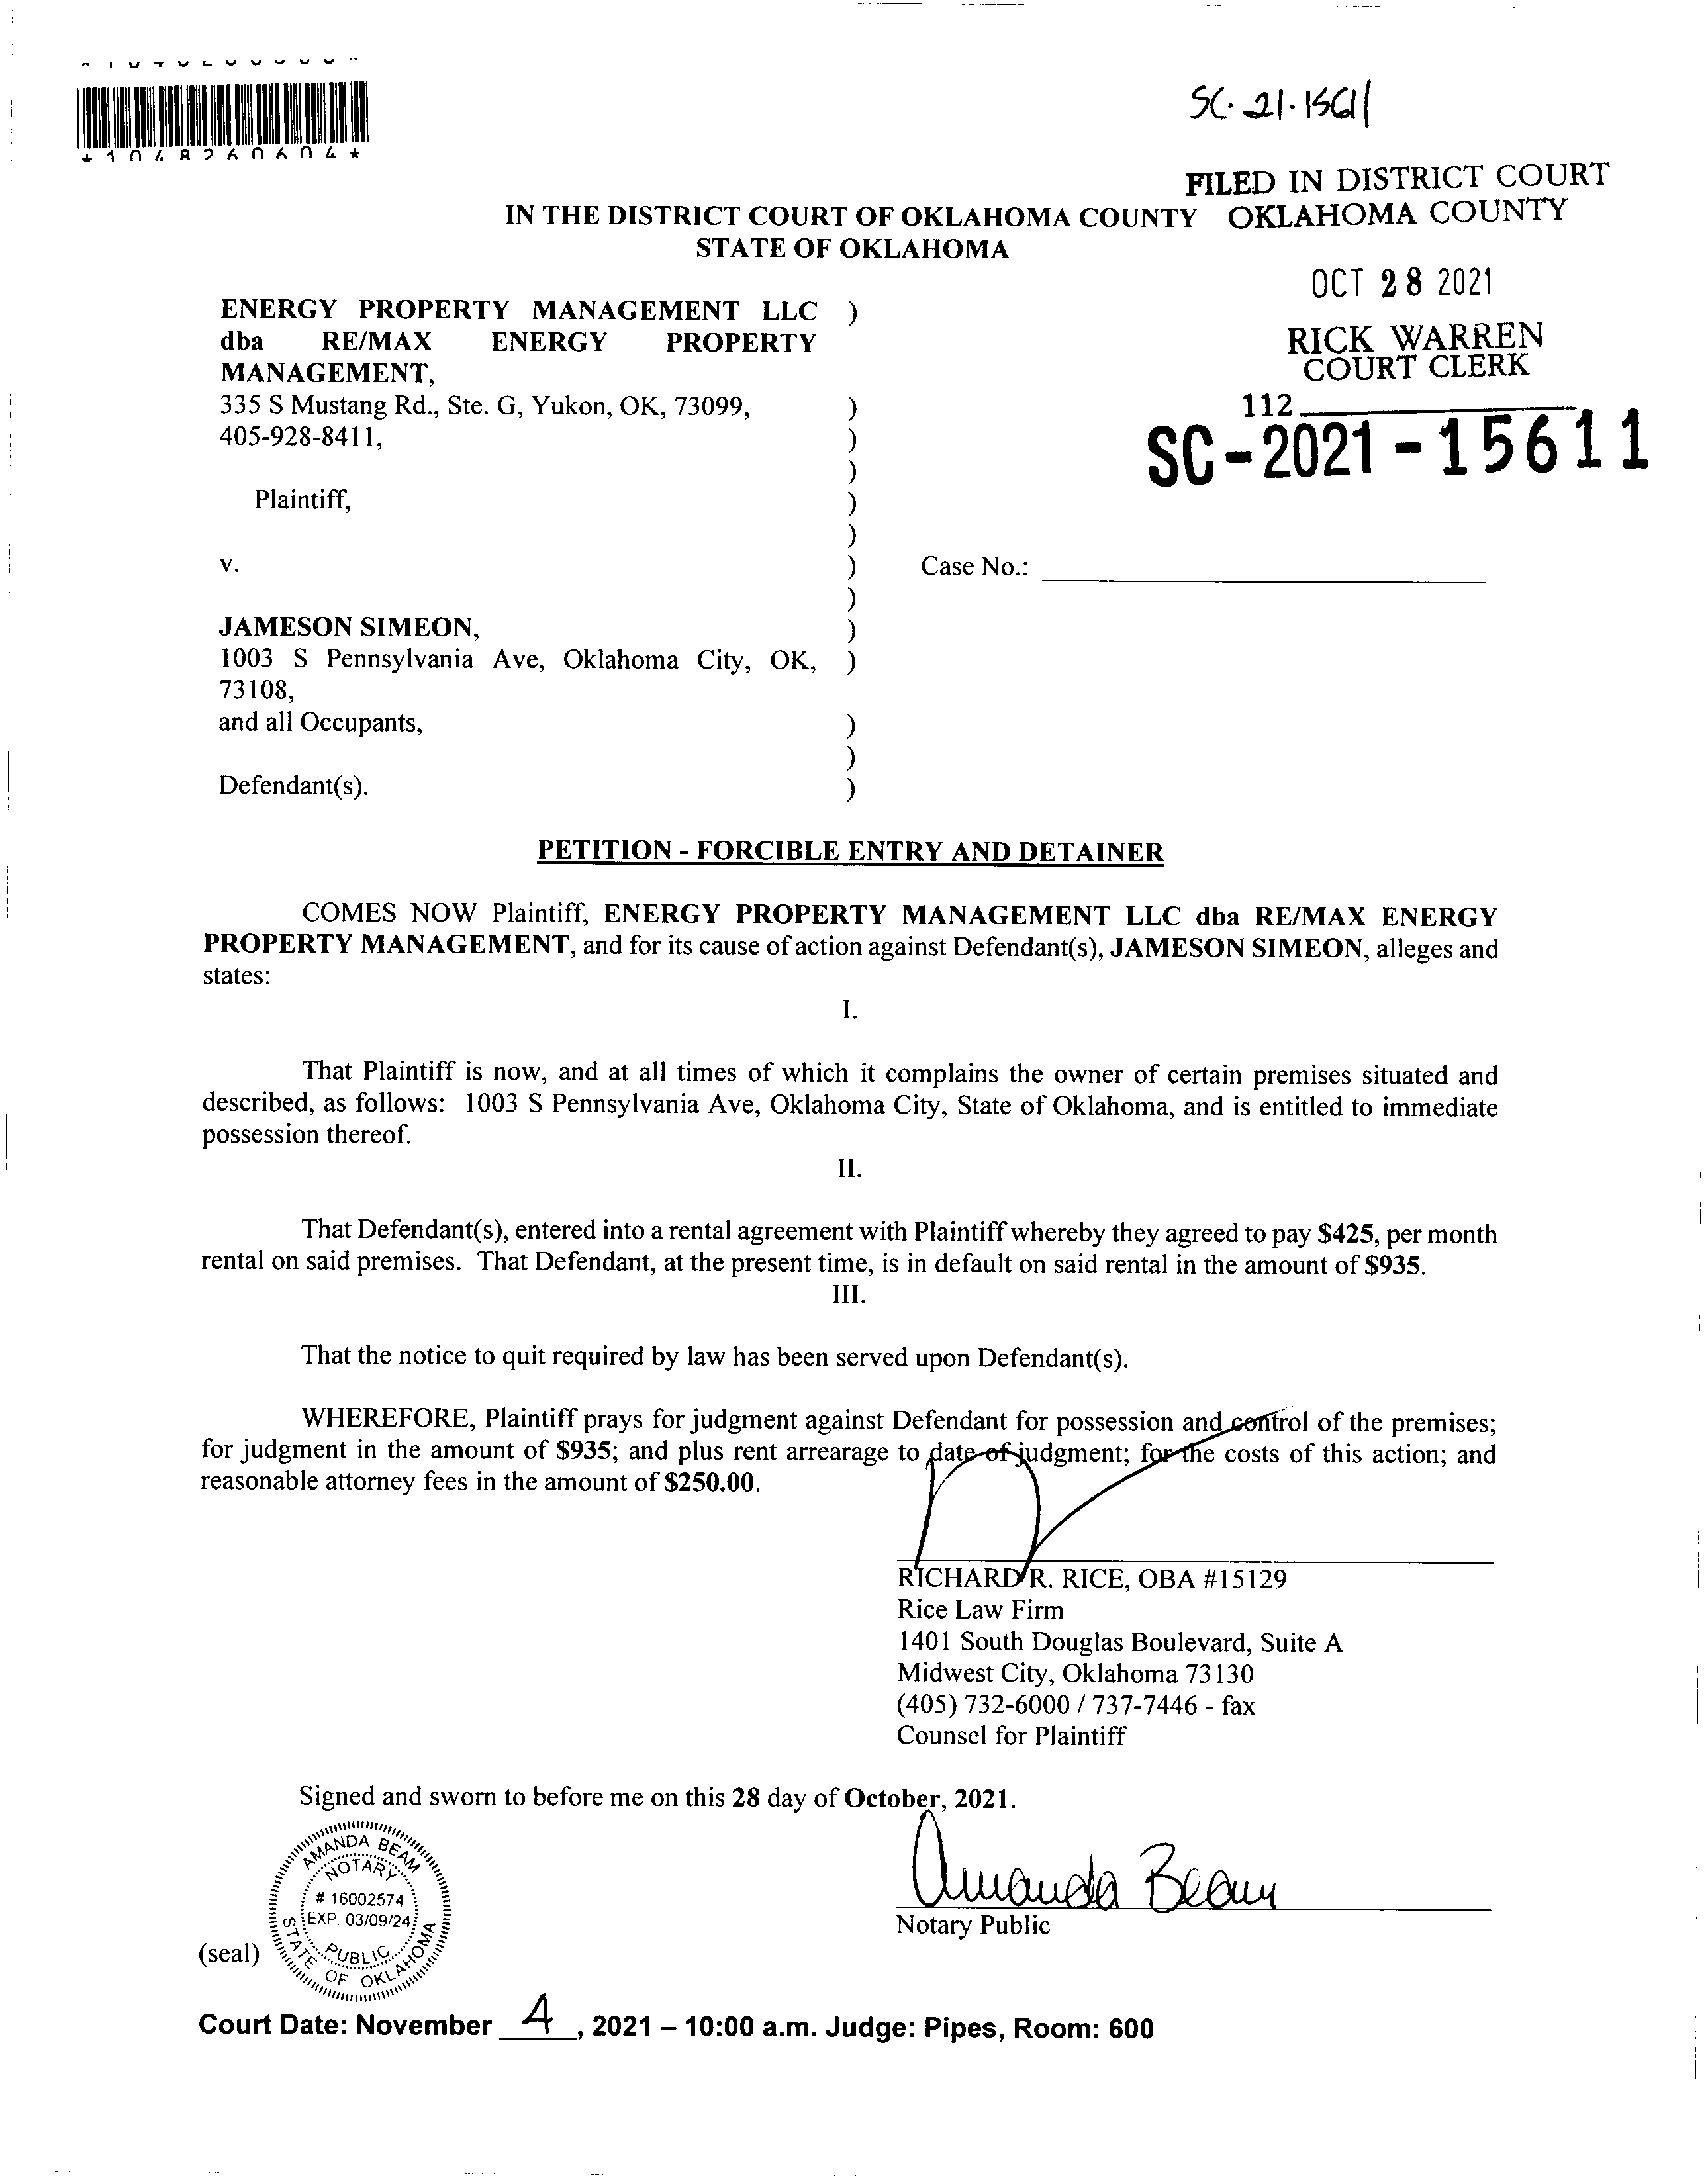 SC-21-15611
*1048260604*
FILED IN DISTRICT COURT
OKLAHOMA COUNTY
IN THE DISTRICT COURT OF OKLAHOMA COUNTY
STATE OF OKLAHOMA
OCT 28 2021
RICK WARREN
COURT CLERK
112
SC-2021-15611
ENERGY PROPERTY MANAGEMENT LLC )
dba RE/MAX ENERGY PROPERTY
MANAGEMENT,
335 S Mustang Rd., Ste. G, Yukon, OK, 73099, )
405-928-8411, )
)
Plaintiff, )
)
v. ) Case No.:
)
JAMESON SIMEON, )
1003 S Pennsylvania Ave, Oklahoma City, OK, )
73108,
and all Occupants, )
)
Defendant(s). )
PETITION - FORCIBLE ENTRY AND DETAINER
COMES NOW Plaintiff, ENERGY PROPERTY MANAGEMENT LLC dba RE/MAX ENERGY
PROPERTY MANAGEMENT, and for its cause of action against Defendant(s), JAMESON SIMEON, alleges and
states:
I.
That Plaintiff is now, and at all times of which it complains the owner of certain premises situated and
described, as follows: 1003 S Pennsylvania Ave, Oklahoma City, State of Oklahoma, and is entitled to immediate
possession thereof.
II.
That Defendant(s), entered into a rental agreement with Plaintiff whereby they agreed to pay $425, per month
rental on said premises. That Defendant, at the present time, is in default on said rental in the amount of $935.
III.
That the notice to quit required by law has been served upon Defendant(s).
WHEREFORE, Plaintiff prays for judgment against Defendant for possession and control of the premises;
for judgment in the amount of $935; and plus rent arrearage to date of judgment; for the costs of this action; and
reasonable attorney fees in the amount of $250.00.
RICHARD R. RICE, OBA #15129
Rice Law Firm
1401 South Douglas Boulevard, Suite A
Midwest City, Oklahoma 73130
(405) 732-6000 / 737-7446 - fax
Counsel for Plaintiff
Signed and sworn to before me on this 28 day of October, 2021.
AMANDA BEAM
NOTARY
# 16002574
EXP. 03/09/24
PUBLIC
STATE OF OKLAHOMA
Amanda Beam
Notary Public
(seal)
Court Date: November 4, 2021 – 10:00 a.m. Judge: Pipes, Room: 600